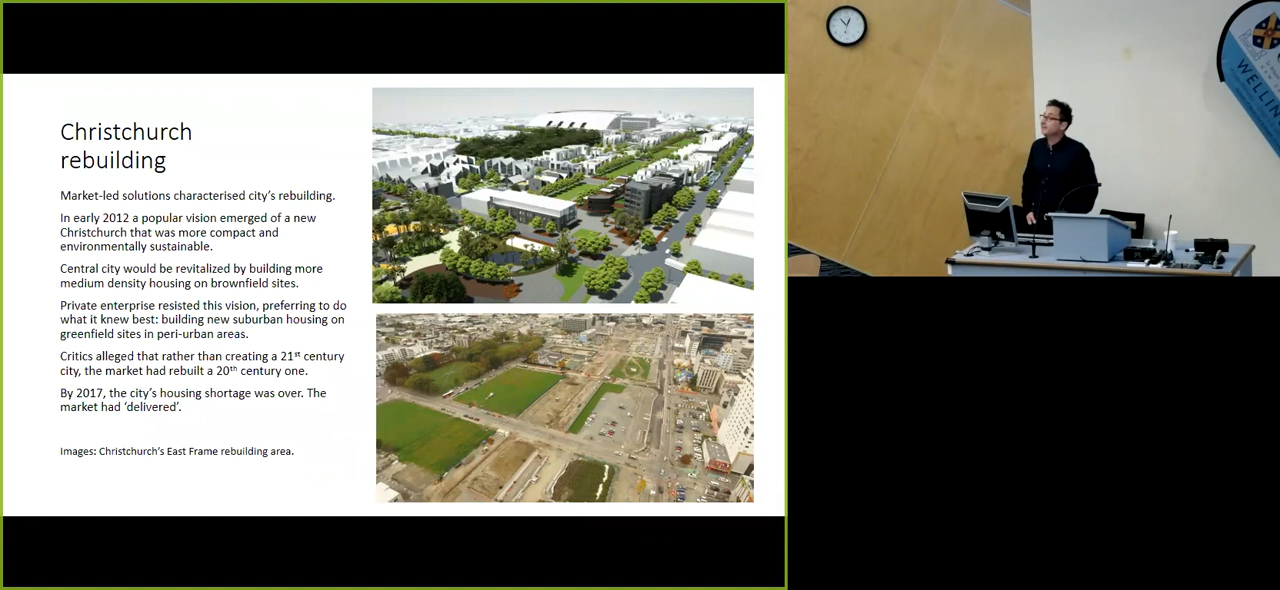 Christchurch
rebuilding
Market-led solutions characterised city's rebuilding.
In early 2012 a popular vision emerged of a new
Christchurch that was more compact and
environmentally sustainable.
Central city would be revitalized by building more
medium density housing on brownfield sites.
Private enterprise resisted this vision, preferring to do
what it knew best: building new suburban housing on
greenfield sites in peri-urban areas.
Critics alleged that rather than creating a 21st century
city, the market had rebuilt a 20th century one.
By 2017, the city's housing shortage was over. The
market had 'delivered'.
Images: Christchurch's East Frame rebuilding area.
WELLIN